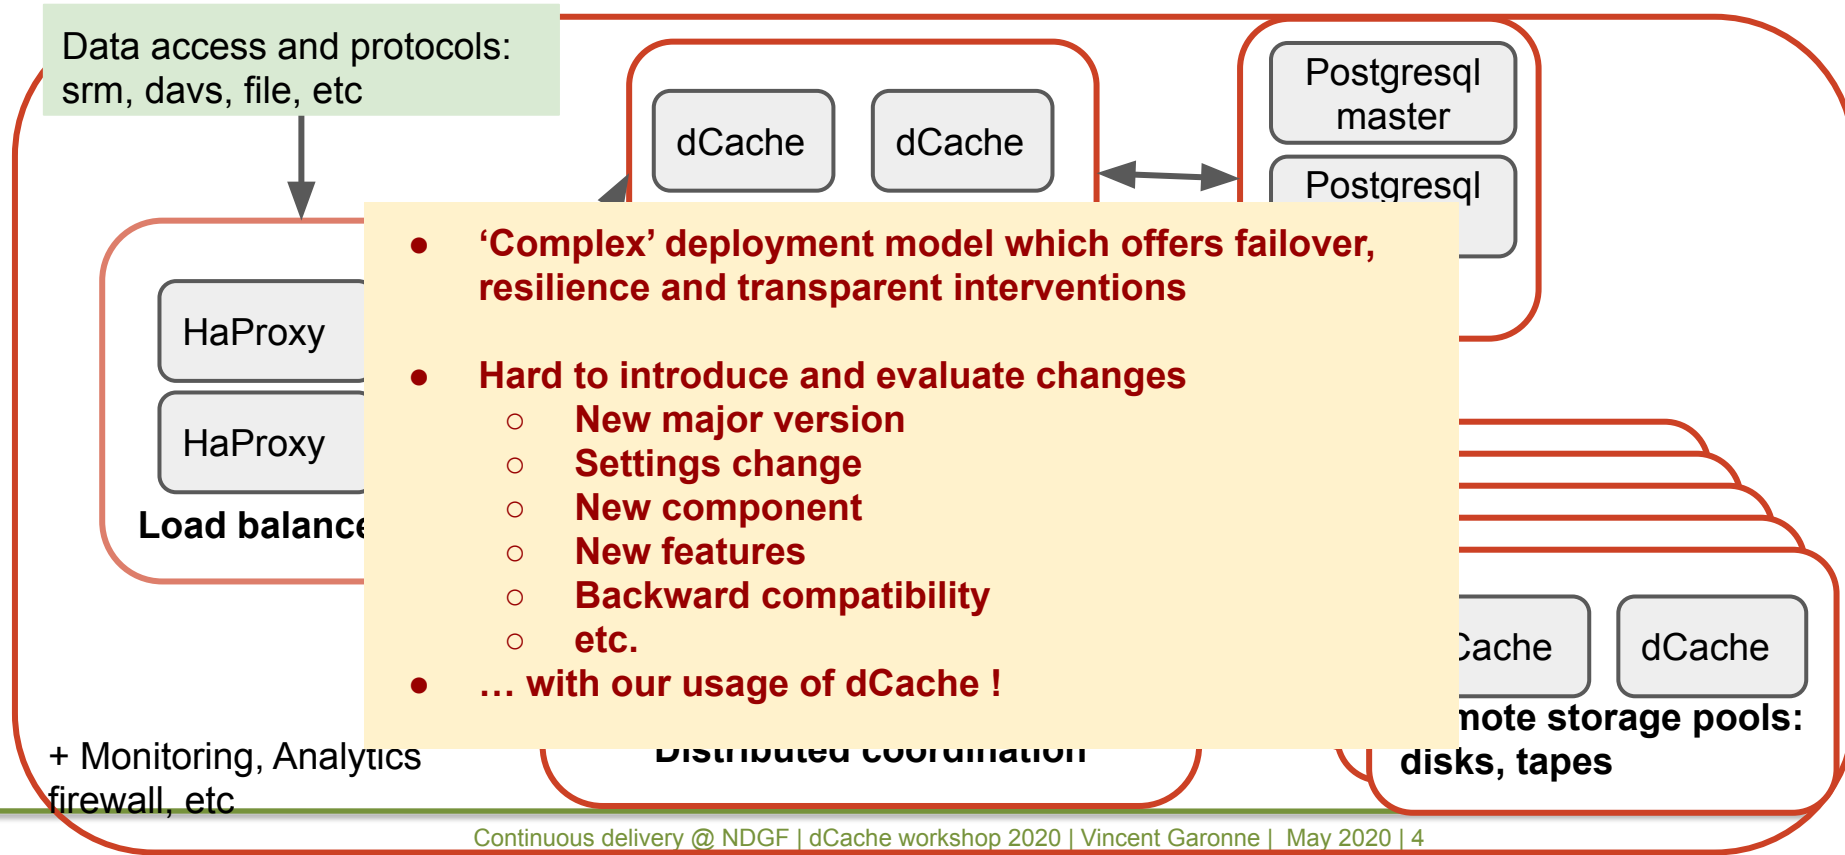 Data access and protocols:
srm, davs, file, etc
dCache
dCache
Postgresql
master
Postgresql
HaProxy
HaProxy
Load balance
● ‘Complex’ deployment model which offers failover,
resilience and transparent interventions
● Hard to introduce and evaluate changes
○ New major version
○ Settings change
○ New component
○ New features
○ Backward compatibility
○ etc.
● … with our usage of dCache !
Cache
dCache
mote storage pools:
disks, tapes
Distributed coordination
+ Monitoring, Analytics
firewall, etc
Continuous delivery @ NDGF | dCache workshop 2020 | Vincent Garonne | May 2020 | 4